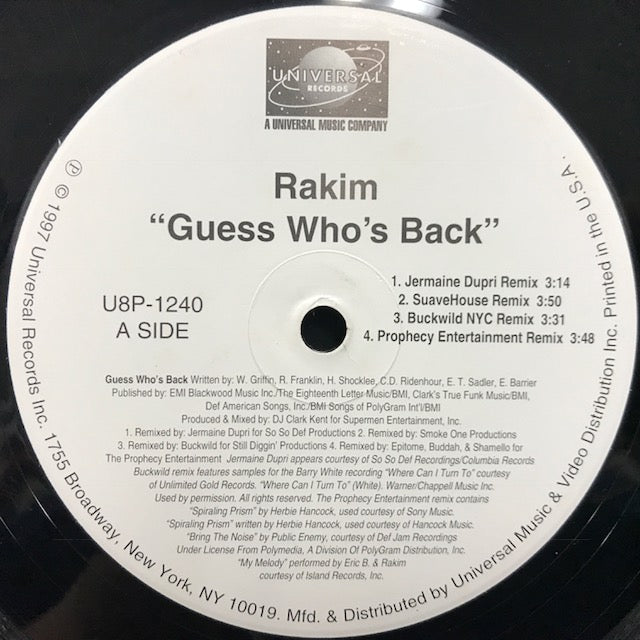 UNIVERSAL
RECORDS
A UNIVERSAL MUSIC COMPANY
Rakim
“Guess Who's Back”
U8P-1240
A SIDE
1. Jermaine Dupri Remix 3:14
2. SuaveHouse Remix 3:50
3. Buckwild NYC Remix 3:31
4. Prophecy Entertainment Remix 3:48
Guess Who's Back Written by: W. Griffin, R. Franklin, H. Shocklee, C.D. Ridenhour, E. T. Sadler, E. Barrier
Published by: EMI Blackwood Music Inc./The Eighteenth Letter Music/BMI, Clark's True Funk Music/BMI,
Def American Songs, Inc./BMI Songs of PolyGram Int'l/BMI
Produced & Mixed by: DJ Clark Kent for Supermen Entertainment, Inc.
1. Remixed by: Jermaine Dupri for So So Def Productions 2. Remixed by: Smoke One Productions
3. Remixed by: Buckwild for Still Diggin' Productions 4. Remixed by: Epitome, Buddah, & Shamello for
The Prophecy Entertainment Jermaine Dupri appears courtesy of So So Def Recordings/Columbia Records
Buckwild remix features samples for the Barry White recording "Where Can I Turn To" courtesy
of Unlimited Gold Records. "Where Can I Turn To" (White). Warner/Chappell Music Inc.
Used by permission. All rights reserved. The Prophecy Entertainment remix contains
"Spiraling Prism" by Herbie Hancock, used courtesy of Sony Music.
"Spiraling Prism" written by Herbie Hancock, used courtesy of Hancock Music.
"Bring The Noise" by Public Enemy, courtesy of Def Jam Recordings
Under License From Polymedia, A Division Of PolyGram Distribution, Inc.
"My Melody" performed by Eric B. & Rakim
courtesy of Island Records, Inc.
℗ © 1997 Universal Records Inc. 1755 Broadway, New York, NY 10019. Mfd. & Distributed by Universal Music & Video Distribution Inc. Printed in the U.S.A.